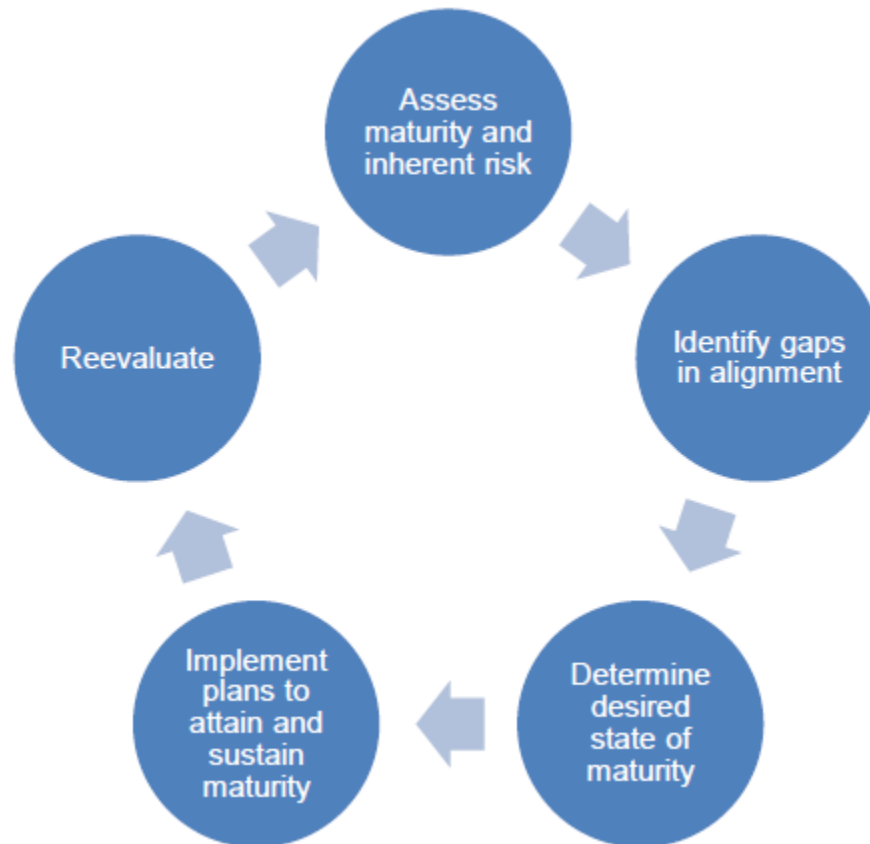 Assess
maturity and
inherent risk
Identify gaps
in alignment
Determine
desired
state of
maturity
Implement
plans to
attain and
sustain
maturity
Reevaluate